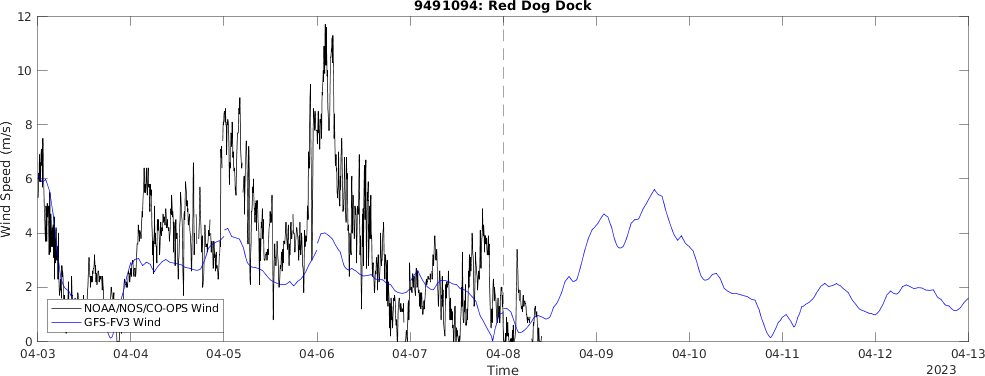 9491094: Red Dog Dock
12
10
8
6
4
2
0
Wind Speed (m/s)
NOAA/NOS/CO-OPS Wind
GFS-FV3 Wind
04-03 04-04 04-05 04-06 04-07 04-08 04-09 04-10 04-11 04-12 04-13
Time
2023